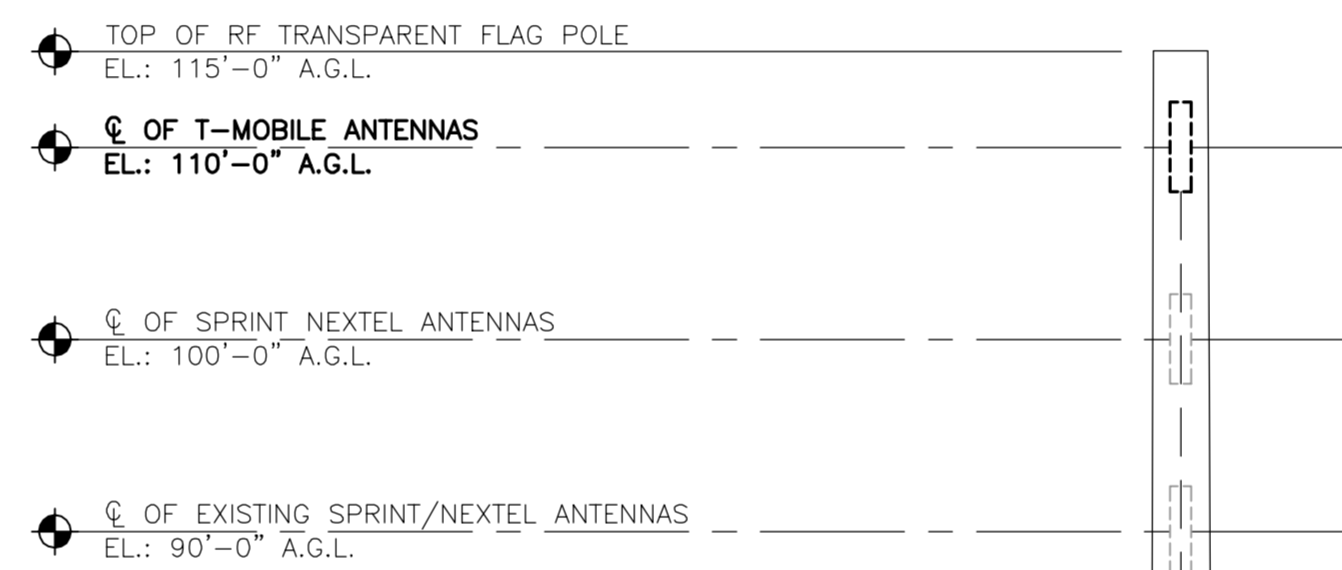 TOP OF RF TRANSPARENT FLAG POLE
EL.: 115'-0" A.G.L.
℄ OF T-MOBILE ANTENNAS
EL.: 110'-0" A.G.L.
℄ OF SPRINT NEXTEL ANTENNAS
EL.: 100'-0" A.G.L.
℄ OF EXISTING SPRINT/NEXTEL ANTENNAS
EL.: 90'-0" A.G.L.